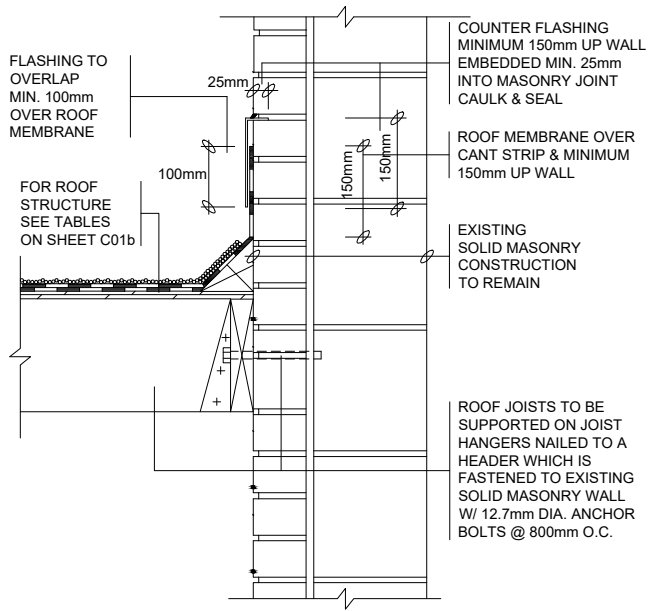 FLASHING TO
OVERLAP
MIN. 100mm
OVER ROOF
MEMBRANE
FOR ROOF
STRUCTURE
SEE TABLES
ON SHEET C01b
25mm
100mm
150mm
150mm
COUNTER FLASHING
MINIMUM 150mm UP WALL
EMBEDDED MIN. 25mm
INTO MASONRY JOINT
CAULK & SEAL
ROOF MEMBRANE OVER
CANT STRIP & MINIMUM
150mm UP WALL
EXISTING
SOLID MASONRY
CONSTRUCTION
TO REMAIN
ROOF JOISTS TO BE
SUPPORTED ON JOIST
HANGERS NAILED TO A
HEADER WHICH IS
FASTENED TO EXISTING
SOLID MASONRY WALL
W/ 12.7mm DIA. ANCHOR
BOLTS @ 800mm O.C.